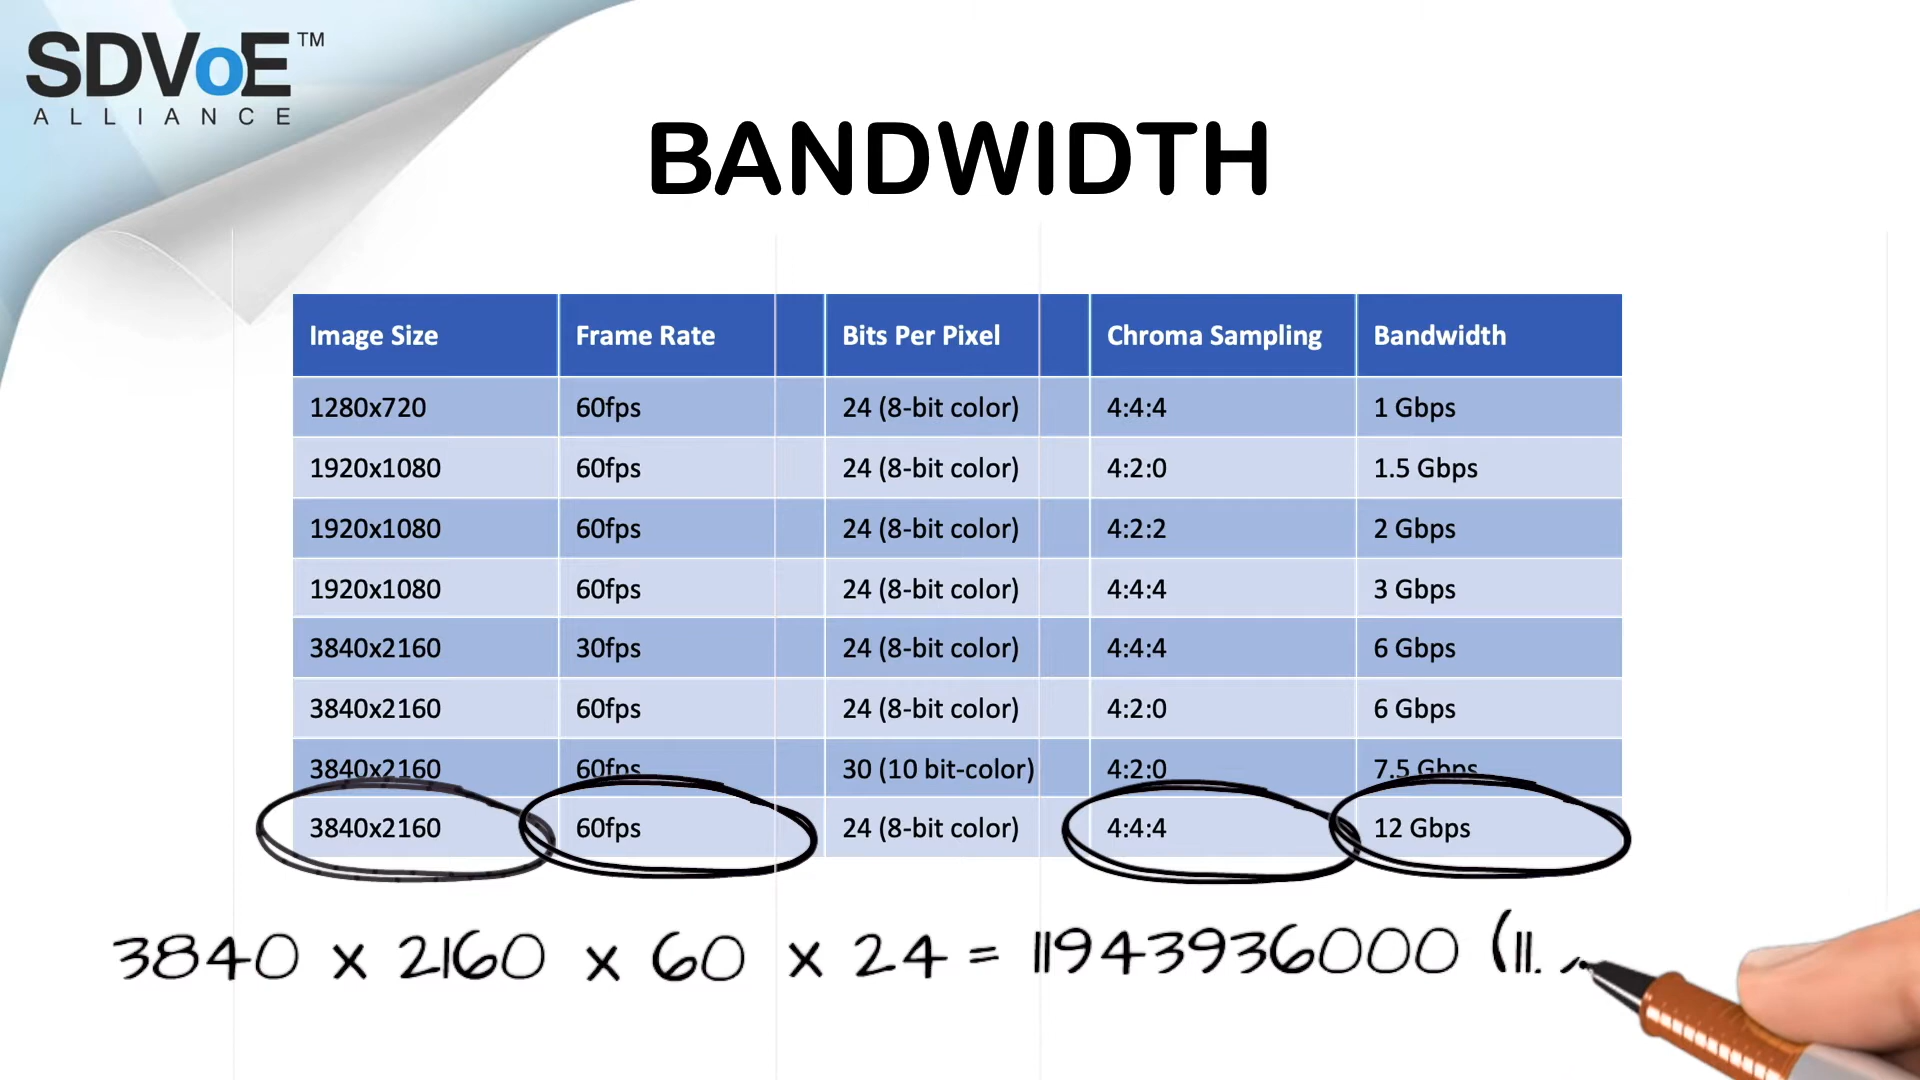 SDVoE™
ALLIANCE
BANDWIDTH
Image Size Frame Rate Bits Per Pixel Chroma Sampling Bandwidth
1280x720 60fps 24 (8-bit color) 4:4:4 1 Gbps
1920x1080 60fps 24 (8-bit color) 4:2:0 1.5 Gbps
1920x1080 60fps 24 (8-bit color) 4:2:2 2 Gbps
1920x1080 60fps 24 (8-bit color) 4:4:4 3 Gbps
3840x2160 30fps 24 (8-bit color) 4:4:4 6 Gbps
3840x2160 60fps 24 (8-bit color) 4:2:0 6 Gbps
3840x2160 60fps 30 (10 bit-color) 4:2:0 7.5 Gbps
3840x2160 60fps 24 (8-bit color) 4:4:4 12 Gbps
3840 x 2160 x 60 x 24 = 11943936000 (11.